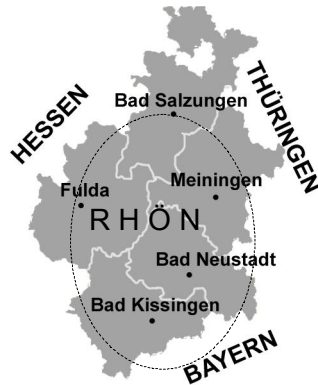 HESSEN
THÜRINGEN
Bad Salzungen
Fulda
Meiningen
RHÖN
Bad Neustadt
Bad Kissingen
BAYERN